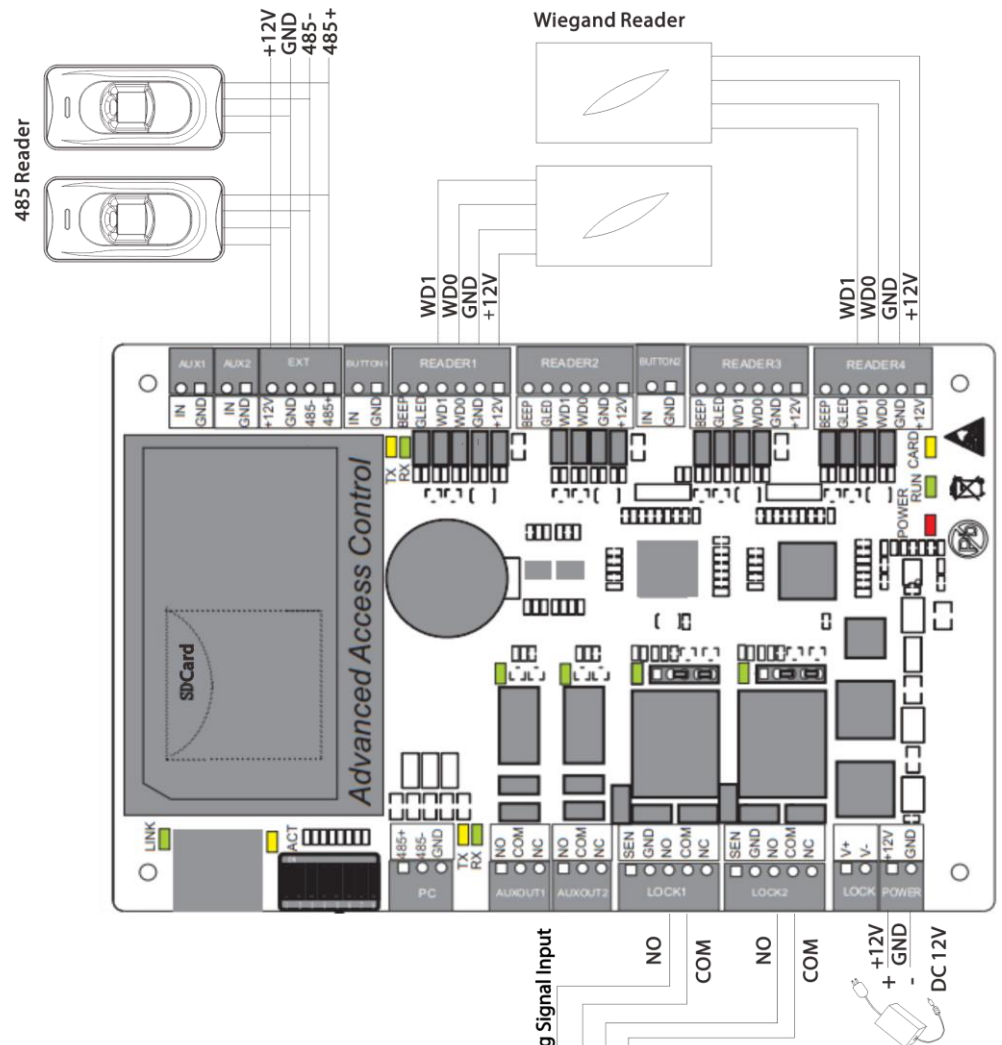 +12V
GND
485-
485+
Wiegand Reader
485 Reader
WD1
WD0
GND
+12V
WD1
WD0
GND
+12V
AUX1
AUX2
EXT
BUTTON1
READER1
READER2
BUTTON2
READER3
READER4
IN
GND
IN
GND
+12V
GND
485-
485+
IN
GND
BEEP
GLED
WD1
WD0
GND
+12V
BEEP
GLED
WD1
WD0
GND
+12V
IN
GND
BEEP
GLED
WD1
WD0
GND
+12V
BEEP
GLED
WD1
WD0
GND
+12V
TX
RX
CARD
RUN
POWER
Pb
SDCard
Advanced Access Control
LINK
ACT
485+
485-
GND
TX
RX
NO
COM
NC
NO
COM
NC
SEN
GND
NO
COM
NC
SEN
GND
NO
COM
NC
V+
V-
+12V
GND
PC
AUXOUT1
AUXOUT2
LOCK1
LOCK2
LOCK
POWER
g Signal Input
NO
COM
NO
COM
+ +12V
- GND
DC 12V